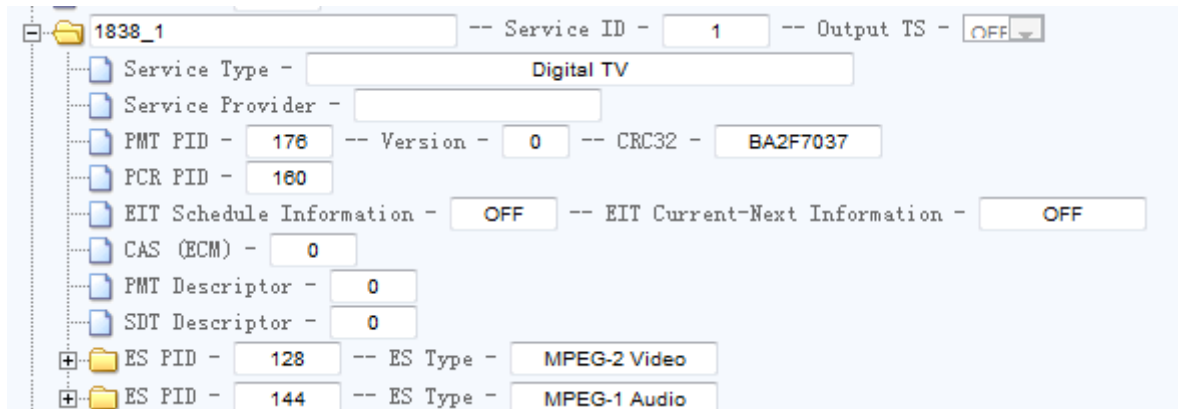 1838_1 -- Service ID - 1 -- Output TS - OFF
Service Type - Digital TV
Service Provider -
PMT PID - 176 -- Version - 0 -- CRC32 - BA2F7037
PCR PID - 160
EIT Schedule Information - OFF -- EIT Current-Next Information - OFF
CAS (ECM) - 0
PMT Descriptor - 0
SDT Descriptor - 0
ES PID - 128 -- ES Type - MPEG-2 Video
ES PID - 144 -- ES Type - MPEG-1 Audio